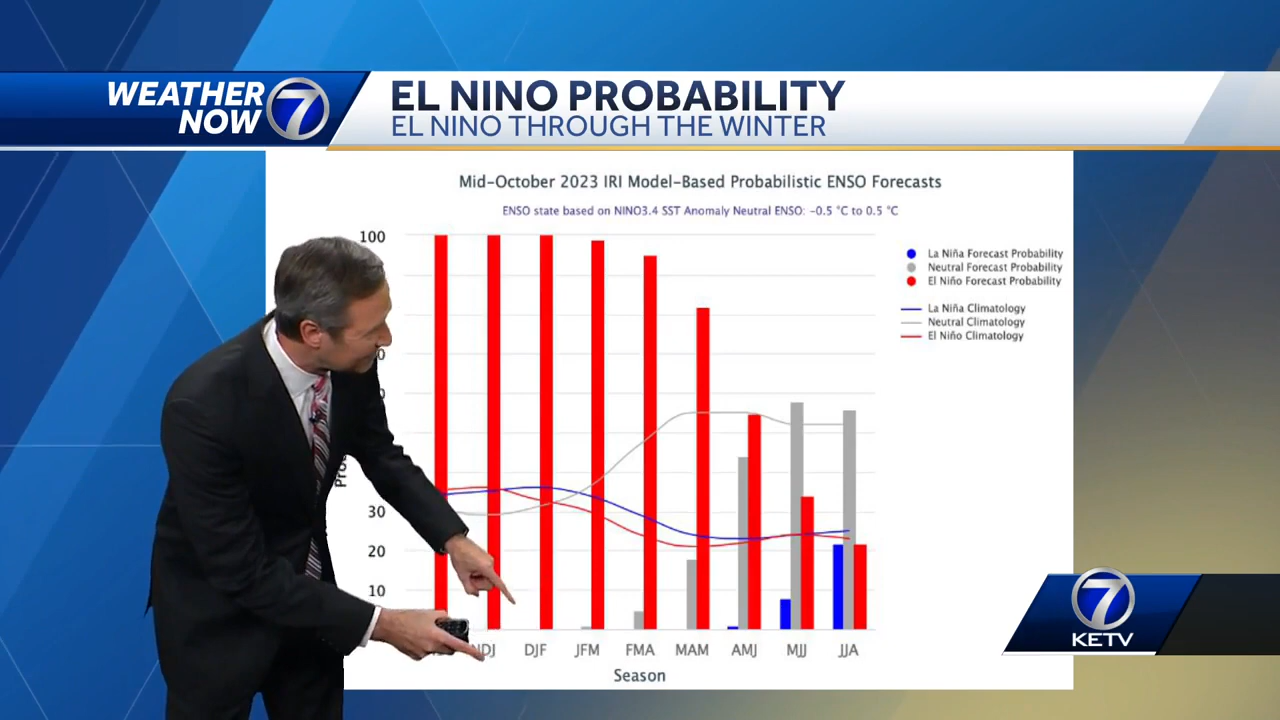 WEATHER
NOW
7
EL NINO PROBABILITY
EL NINO THROUGH THE WINTER
Mid-October 2023 IRI Model-Based Probabilistic ENSO Forecasts
ENSO state based on NINO3.4 SST Anomaly Neutral ENSO: -0.5 °C to 0.5 °C
100
30
20
10
La Niña Forecast Probability
Neutral Forecast Probability
El Niño Forecast Probability
La Niña Climatology
Neutral Climatology
El Niño Climatology
NDJ DJF JFM FMA MAM AMJ MJJ JJA
Season
7
KETV